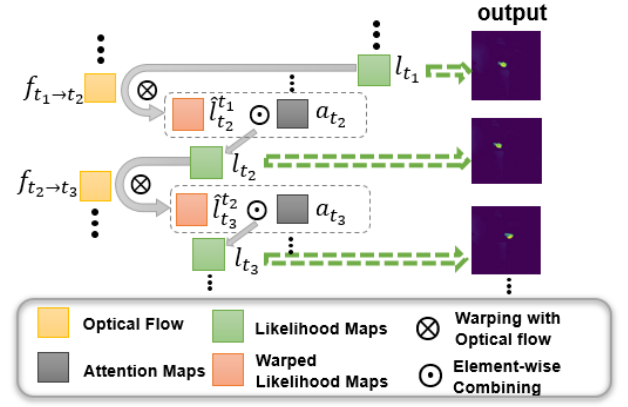 output
f_{t_1→t_2}
⊗
l_{t_1}
\hat{l}_{t_2}^{t_1} ⊙ a_{t_2}
l_{t_2}
f_{t_2→t_3}
⊗
\hat{l}_{t_3}^{t_2} ⊙ a_{t_3}
l_{t_3}
Optical Flow
Likelihood Maps
⊗ Warping with
Optical flow
Attention Maps
Warped
Likelihood Maps
⊙ Element-wise
Combining